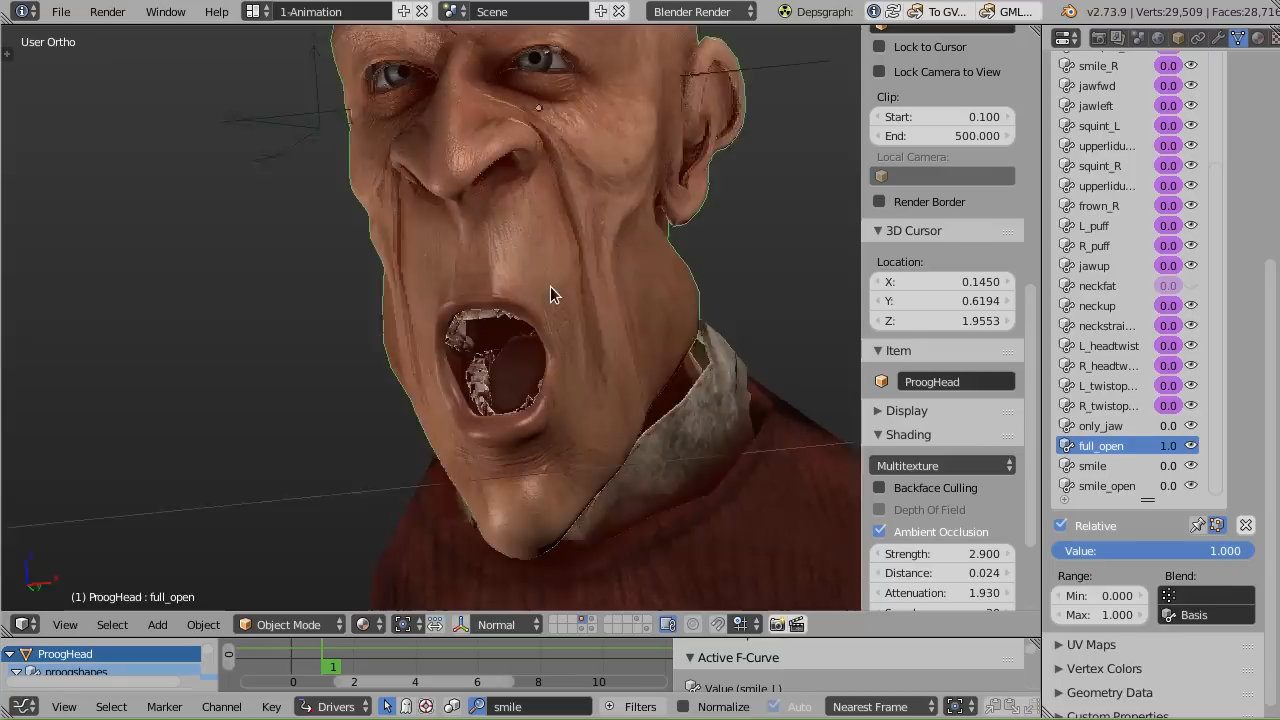 File Render Window Help 1-Animation Scene Blender Render Depsgraph: To GV... GML... v2.73.9 | Verts:29,509 | Faces:28,716
User Ortho
Lock to Cursor
Lock Camera to View
Clip:
Start: 0.100
End: 500.000
Local Camera:
Render Border
3D Cursor
Location:
X: 0.1450
Y: 0.6194
Z: 1.9553
Item
ProogHead
Display
Shading
Multitexture
Backface Culling
Depth Of Field
Ambient Occlusion
Strength: 2.900
Distance: 0.024
Attenuation: 1.930
smile_R 0.0
jawfwd 0.0
jawleft 0.0
squint_L 0.0
upperlidu... 0.0
squint_R 0.0
upperlidu... 0.0
frown_R 0.0
L_puff 0.0
R_puff 0.0
jawup 0.0
neckfat 0.0
neckup 0.0
neckstrai... 0.0
L_headtwist 0.0
R_headtw... 0.0
L_twistop... 0.0
R_twistop... 0.0
only_jaw 0.0
full_open 1.0
smile 0.0
smile_open 0.0
Relative
Value: 1.000
Range: Blend:
Min: 0.000
Max: 1.000 Basis
UV Maps
Vertex Colors
Geometry Data
Custom Properties
(1) ProogHead : full_open
View Select Add Object Object Mode Normal
ProogHead
proogshapes
1
0 2 4 6 8 10
Active F-Curve
Value (smile_L)
View Select Marker Channel Key Drivers smile Filters Normalize Auto Nearest Frame